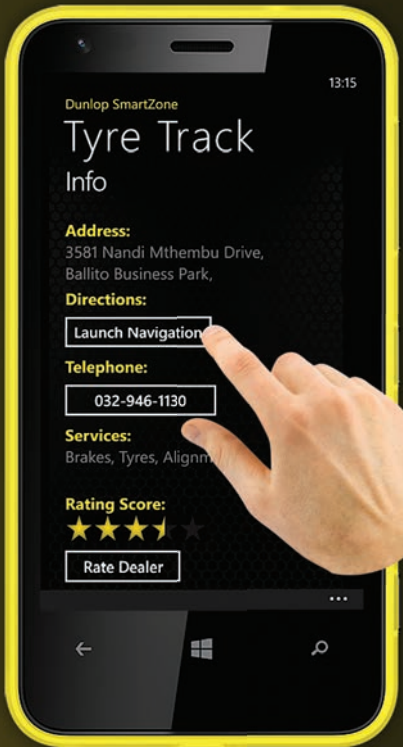 13:15
Dunlop SmartZone
Tyre Track
Info
Address:
3581 Nandi Mthembu Drive,
Ballito Business Park,
Directions:
Launch Navigation
Telephone:
032-946-1130
Services:
Brakes, Tyres,
Rating Score:
Rate Dealer